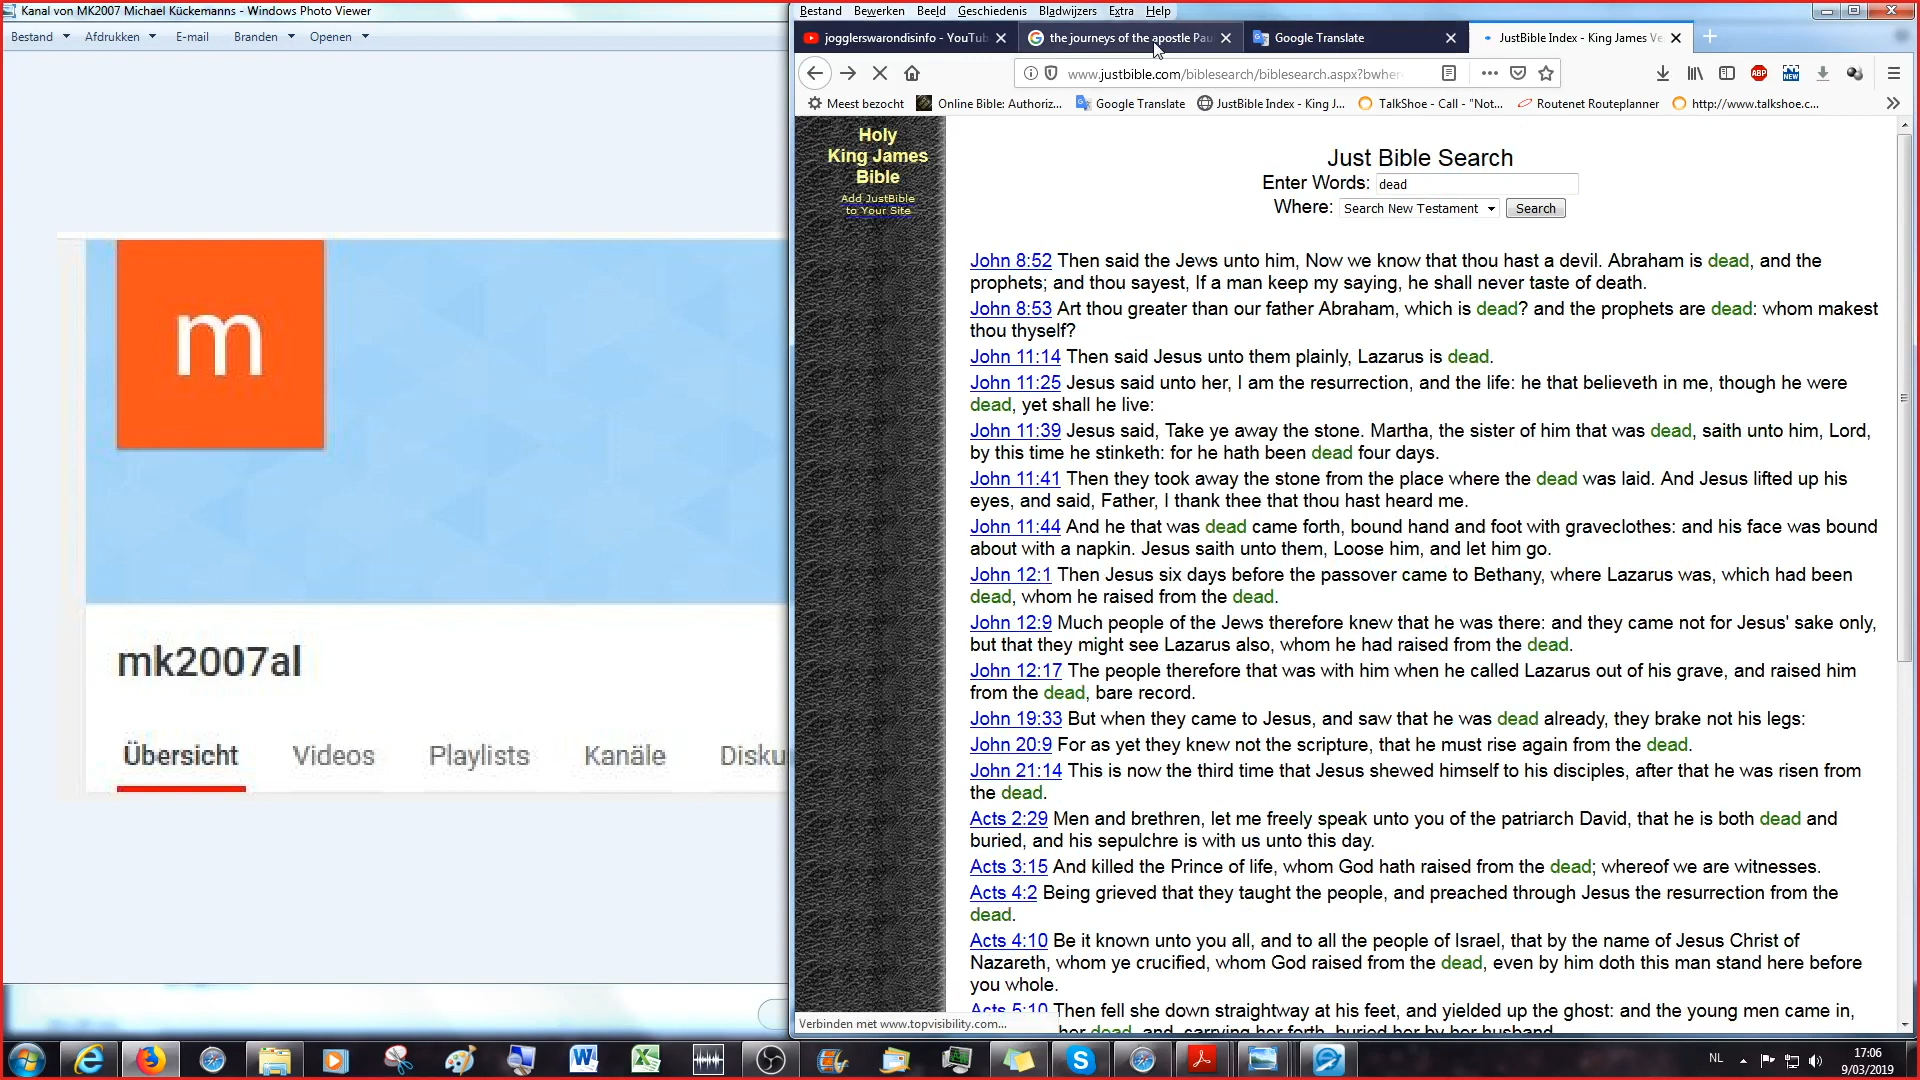 Kanal von MK2007 Michael Kückemanns - Windows Photo Viewer
Bestand Afdrukken E-mail Branden Openen
m
mk2007al
Übersicht Videos Playlists Kanäle Disku
Bestand Bewerken Beeld Geschiedenis Bladwijzers Extra Help
jogglerswarondisinfo - YouTub
the journeys of the apostle Pau
Google Translate
JustBible Index - King James Ve
www.justbible.com/biblesearch/biblesearch.aspx?bwher
Meest bezocht Online Bible: Authoriz... Google Translate JustBible Index - King J... TalkShoe - Call - "Not... Routenet Routeplanner http://www.talkshoe.c...
Holy
King James
Bible
Add JustBible
to Your Site
Just Bible Search
Enter Words: dead
Where: Search New Testament Search
John 8:52 Then said the Jews unto him, Now we know that thou hast a devil. Abraham is dead, and the
prophets; and thou sayest, If a man keep my saying, he shall never taste of death.
John 8:53 Art thou greater than our father Abraham, which is dead? and the prophets are dead: whom makest
thou thyself?
John 11:14 Then said Jesus unto them plainly, Lazarus is dead.
John 11:25 Jesus said unto her, I am the resurrection, and the life: he that believeth in me, though he were
dead, yet shall he live:
John 11:39 Jesus said, Take ye away the stone. Martha, the sister of him that was dead, saith unto him, Lord,
by this time he stinketh: for he hath been dead four days.
John 11:41 Then they took away the stone from the place where the dead was laid. And Jesus lifted up his
eyes, and said, Father, I thank thee that thou hast heard me.
John 11:44 And he that was dead came forth, bound hand and foot with graveclothes: and his face was bound
about with a napkin. Jesus saith unto them, Loose him, and let him go.
John 12:1 Then Jesus six days before the passover came to Bethany, where Lazarus was, which had been
dead, whom he raised from the dead.
John 12:9 Much people of the Jews therefore knew that he was there: and they came not for Jesus' sake only,
but that they might see Lazarus also, whom he had raised from the dead.
John 12:17 The people therefore that was with him when he called Lazarus out of his grave, and raised him
from the dead, bare record.
John 19:33 But when they came to Jesus, and saw that he was dead already, they brake not his legs:
John 20:9 For as yet they knew not the scripture, that he must rise again from the dead.
John 21:14 This is now the third time that Jesus shewed himself to his disciples, after that he was risen from
the dead.
Acts 2:29 Men and brethren, let me freely speak unto you of the patriarch David, that he is both dead and
buried, and his sepulchre is with us unto this day.
Acts 3:15 And killed the Prince of life, whom God hath raised from the dead; whereof we are witnesses.
Acts 4:2 Being grieved that they taught the people, and preached through Jesus the resurrection from the
dead.
Acts 4:10 Be it known unto you all, and to all the people of Israel, that by the name of Jesus Christ of
Nazareth, whom ye crucified, whom God raised from the dead, even by him doth this man stand here before
you whole.
Acts 5:10 Then fell she down straightway at his feet, and yielded up the ghost: and the young men came in,
her dead, and, carrying her forth, buried her by her husband.
Verbinden met www.topvisibility.com...
NL
17:06
9/03/2019